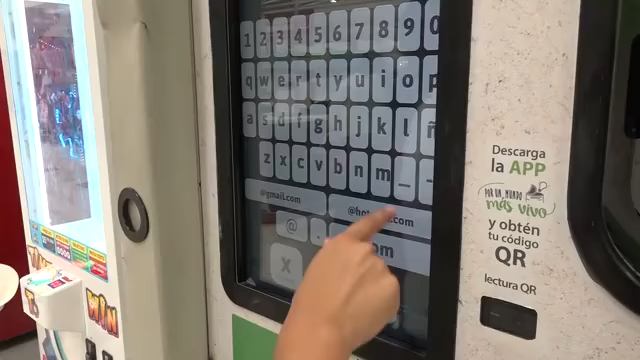 1 2 3 4 5 6 7 8 9 0
q w e r t y u i o p
a s d f g h j k l ñ
z x c v b n m _ -
@gmail.com
@ .com
X
Descarga
la APP
POR UN MUNDO
más vivo
y obtén
tu código
QR
lectura QR
WIN